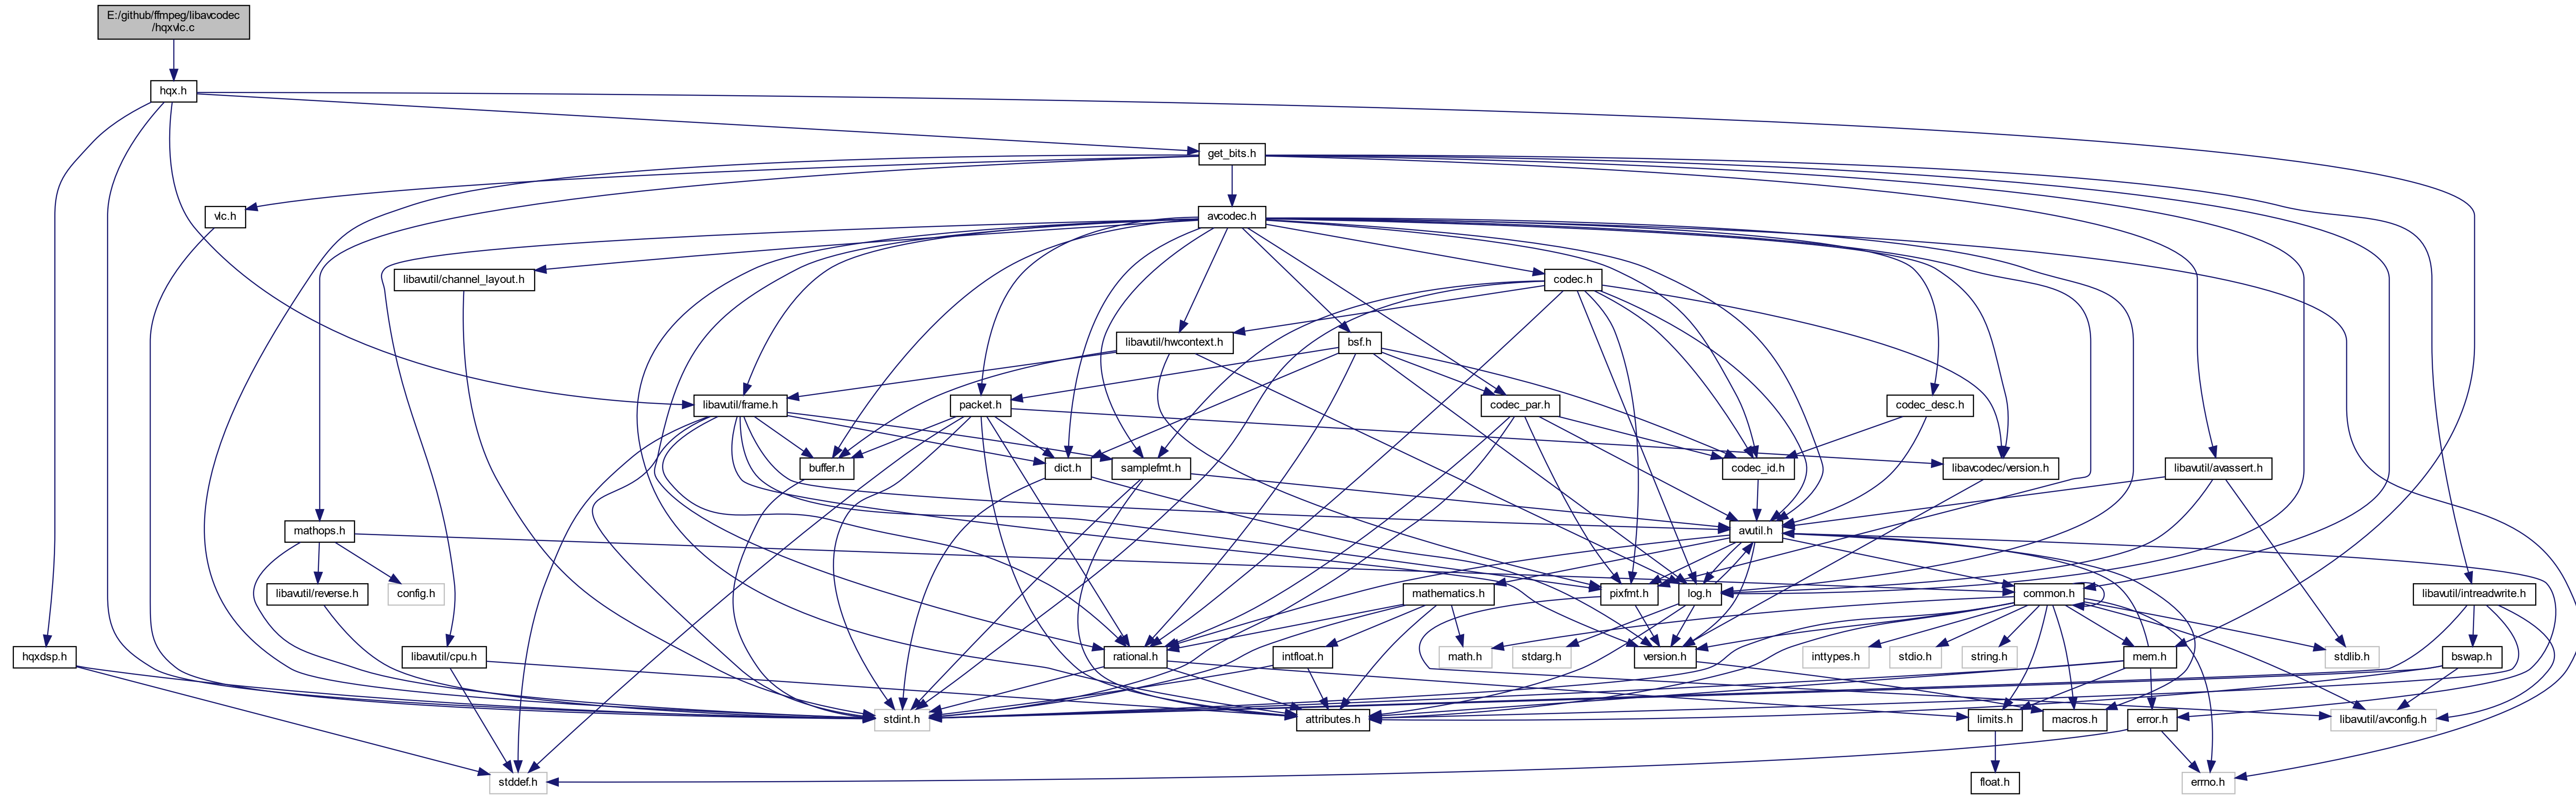 E:/github/ffmpeg/libavcodec
/hqxvlc.c
hqx.h
get_bits.h
vlc.h
avcodec.h
libavutil/channel_layout.h
codec.h
libavutil/hwcontext.h
bsf.h
libavutil/frame.h
packet.h
codec_par.h
codec_desc.h
buffer.h
dict.h
samplefmt.h
codec_id.h
libavcodec/version.h
libavutil/avassert.h
mathops.h
avutil.h
libavutil/reverse.h
config.h
mathematics.h
pixfmt.h
log.h
common.h
libavutil/intreadwrite.h
hqxdsp.h
libavutil/cpu.h
rational.h
intfloat.h
math.h
stdarg.h
version.h
inttypes.h
stdio.h
string.h
mem.h
stdlib.h
bswap.h
stdint.h
attributes.h
limits.h
macros.h
error.h
libavutil/avconfig.h
stddef.h
float.h
errno.h